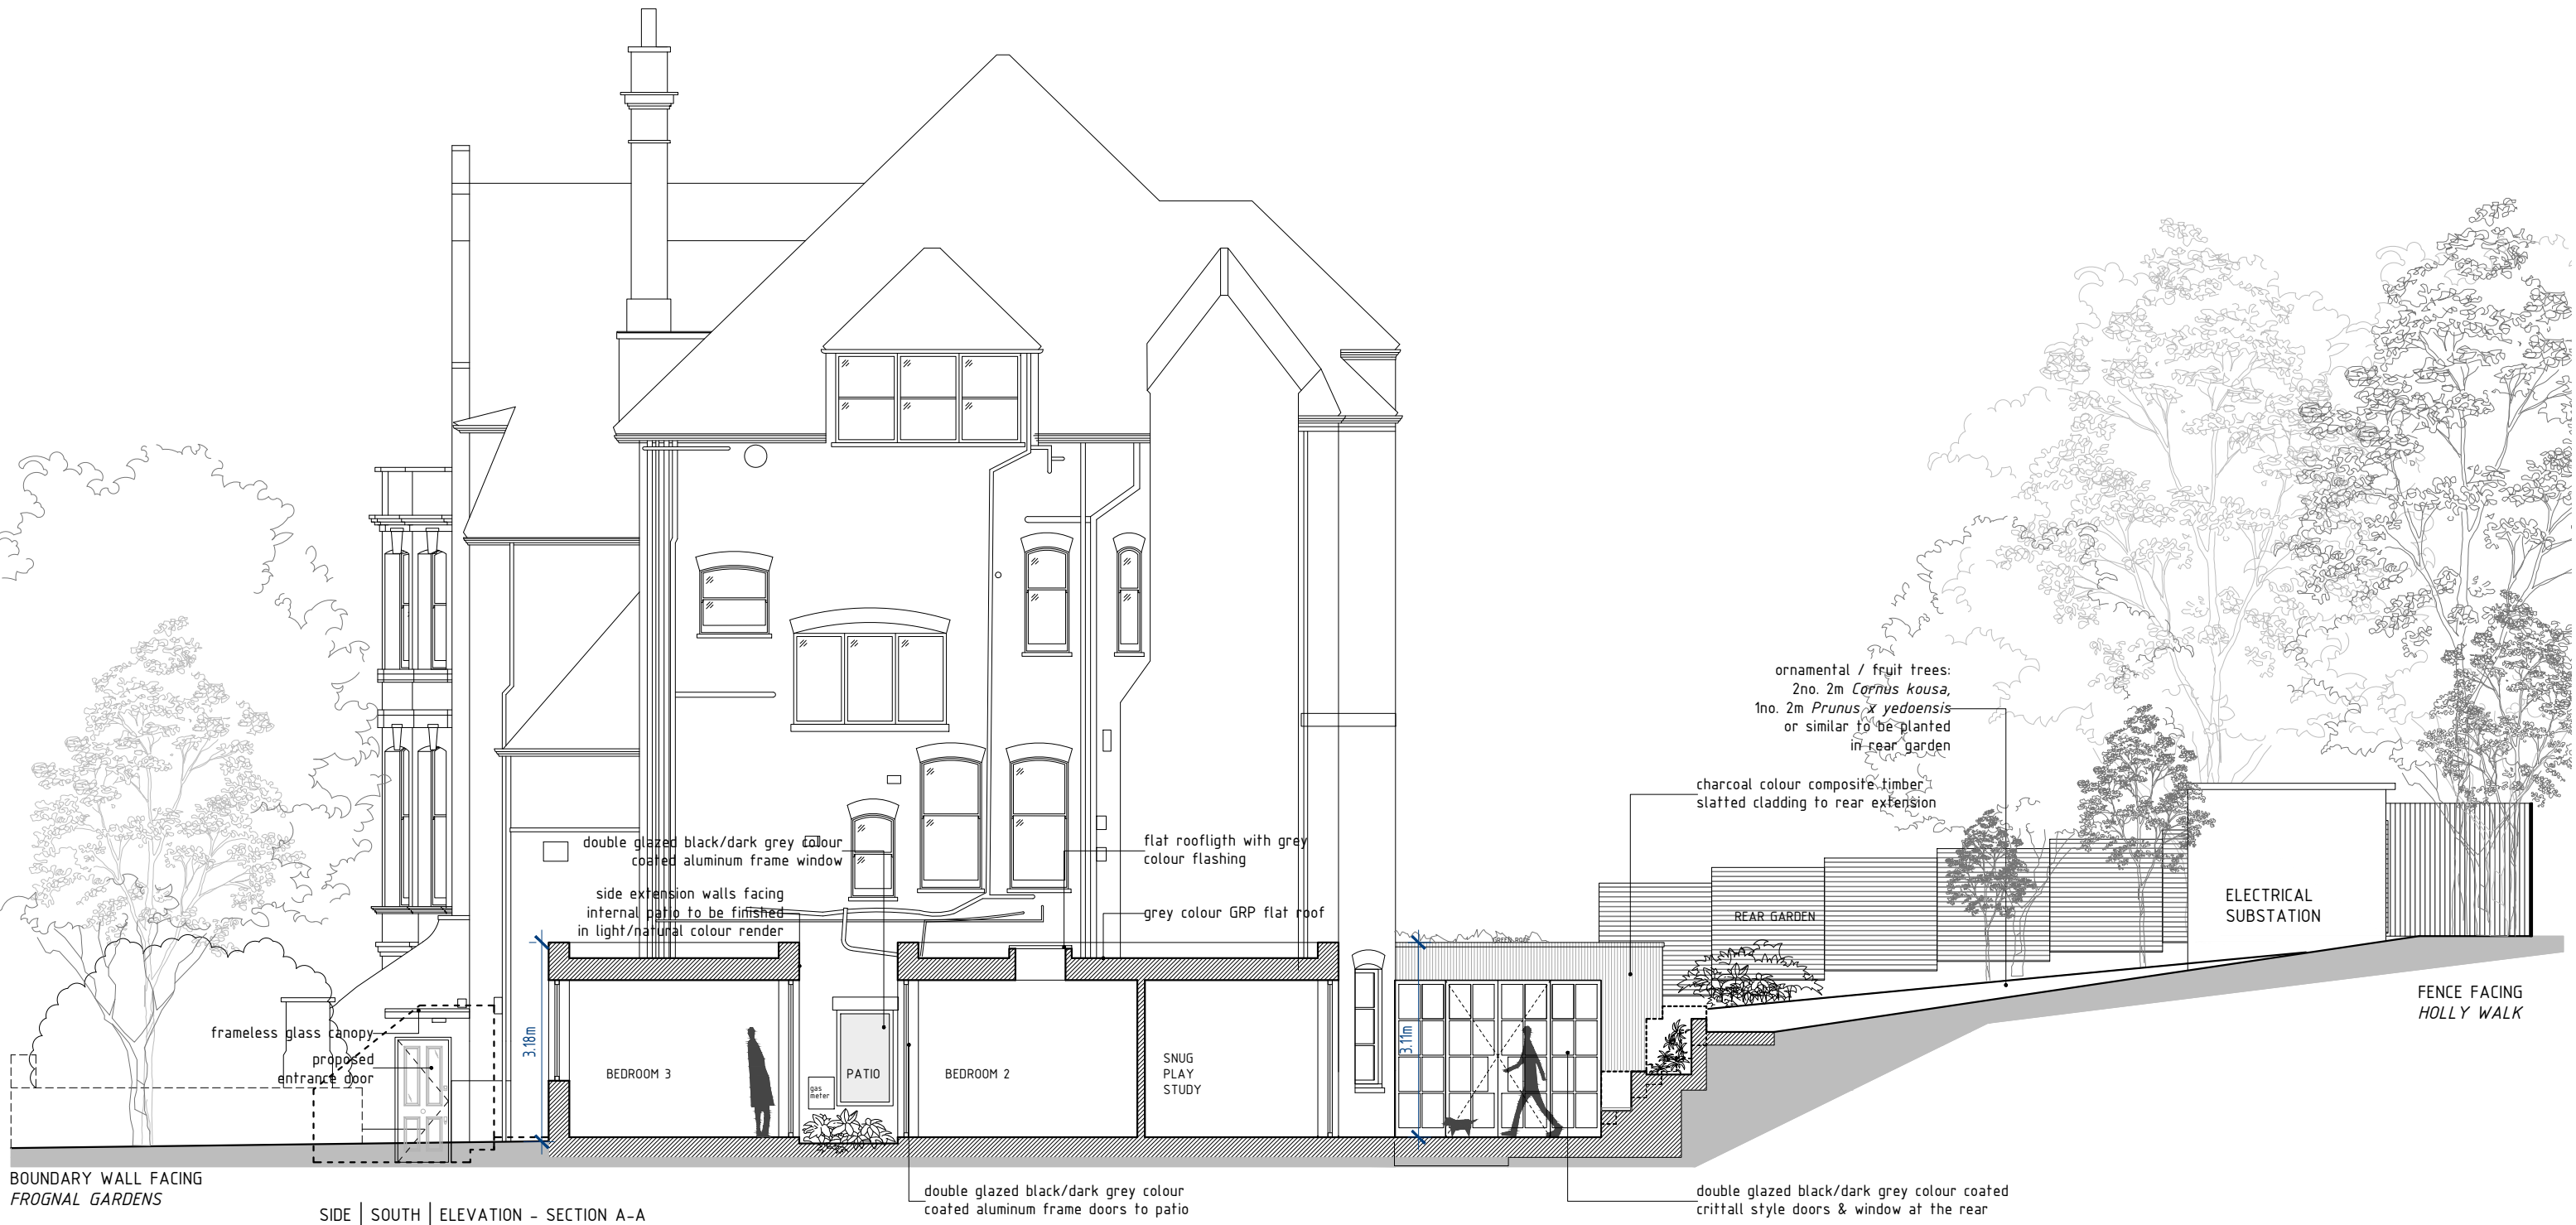 ornamental / fruit trees:
2no. 2m Cornus kousa,
1no. 2m Prunus x yedoensis
or similar to be planted
in rear garden
charcoal colour composite timber
slatted cladding to rear extension
double glazed black/dark grey colour
coated aluminum frame window
flat roofligth with grey
colour flashing
side extension walls facing
internal patio to be finished
in light/natural colour render
grey colour GRP flat roof
REAR GARDEN
ELECTRICAL
SUBSTATION
GREEN ROOF
FENCE FACING
HOLLY WALK
frameless glass canopy
proposed
entrance door
3.18m
BEDROOM 3
gas
meter
PATIO
BEDROOM 2
SNUG
PLAY
STUDY
3.11m
BOUNDARY WALL FACING
FROGNAL GARDENS
double glazed black/dark grey colour
coated aluminum frame doors to patio
double glazed black/dark grey colour coated
crittall style doors & window at the rear
SIDE | SOUTH | ELEVATION - SECTION A-A